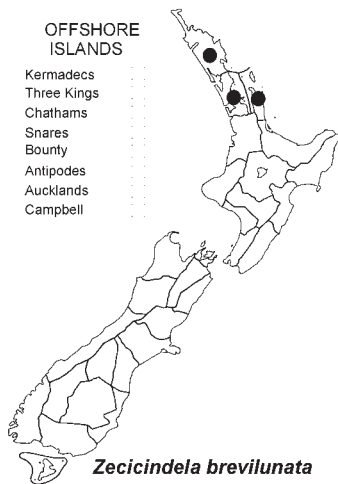 OFFSHORE
ISLANDS
Kermadecs
Three Kings
Chathams
Snares
Bounty
Antipodes
Aucklands
Campbell
Zecicindela brevilunata